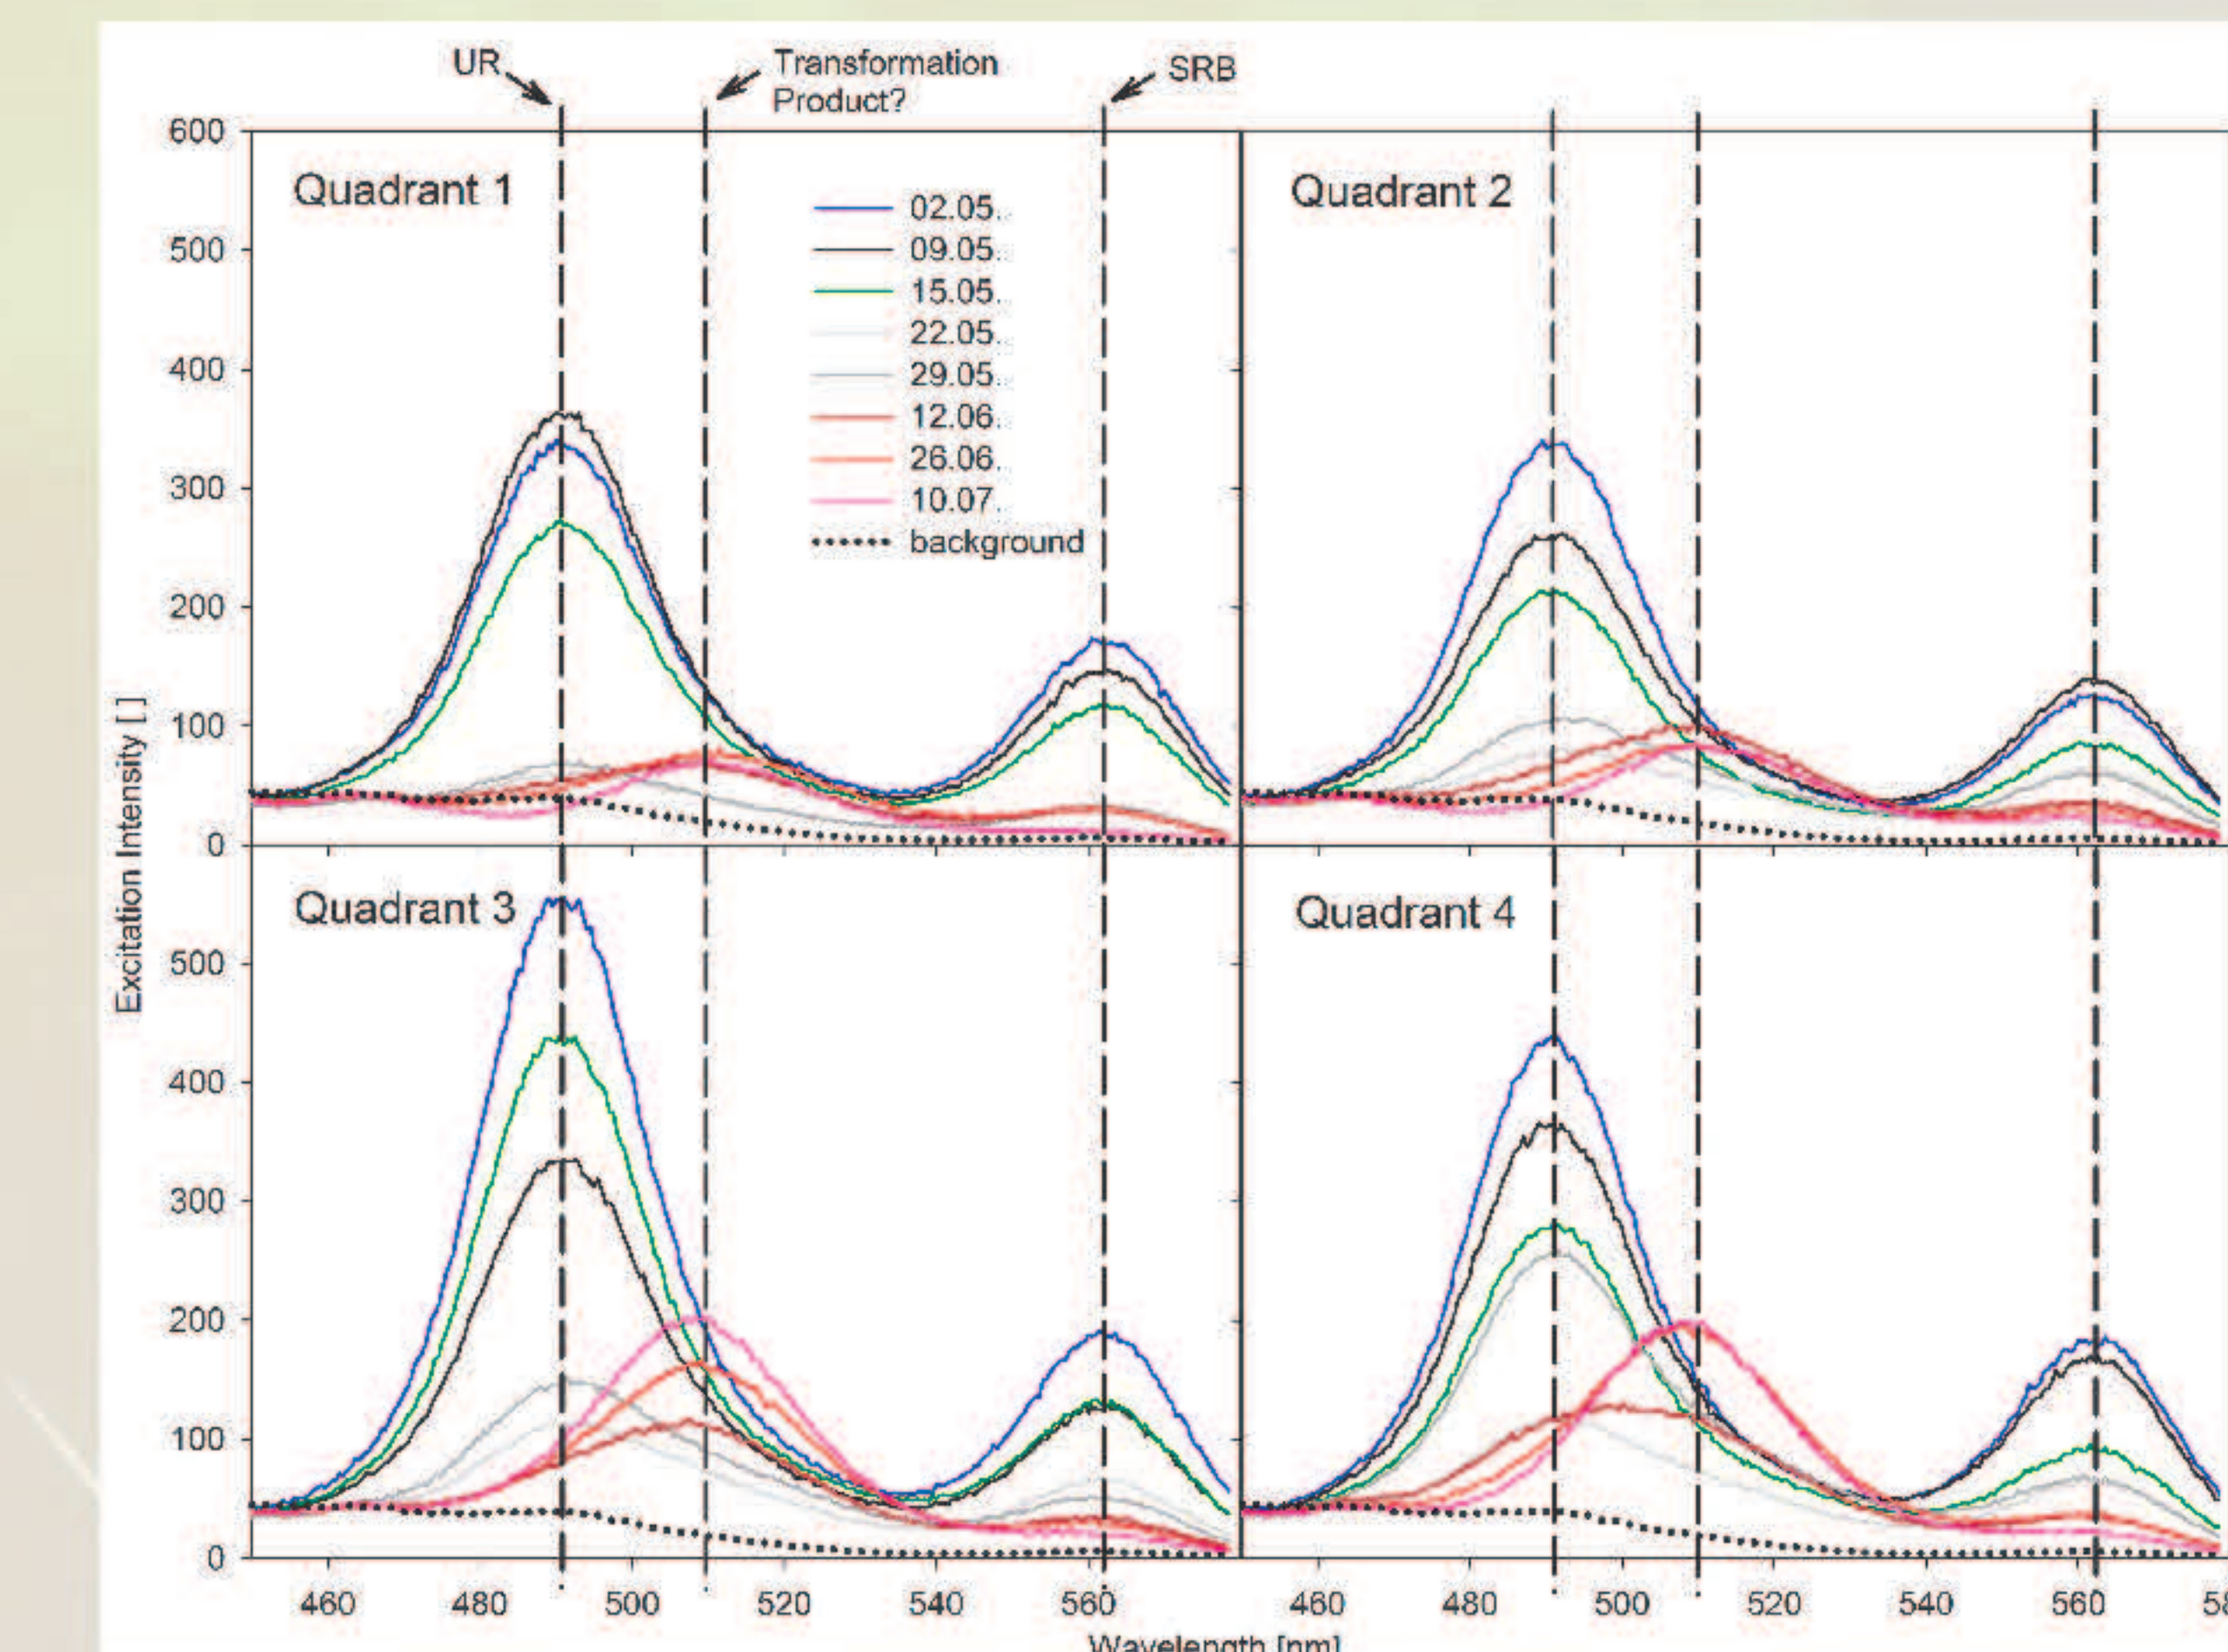 UR
Transformation
Product?
SRB
600
500
400
300
200
100
0
Quadrant 1
02.05.
09.05.
15.05.
22.05.
29.05.
12.06.
26.06.
10.07.
background
Quadrant 2
Excitation Intensity [.]
Quadrant 3
Quadrant 4
500
400
300
200
100
0
460 480 500 520 540 560
460 480 500 520 540 560
Wavelength [nm]